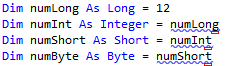 Dim numLong As Long = 12
Dim numInt As Integer = numLong
Dim numShort As Short = numInt
Dim numByte As Byte = numShort